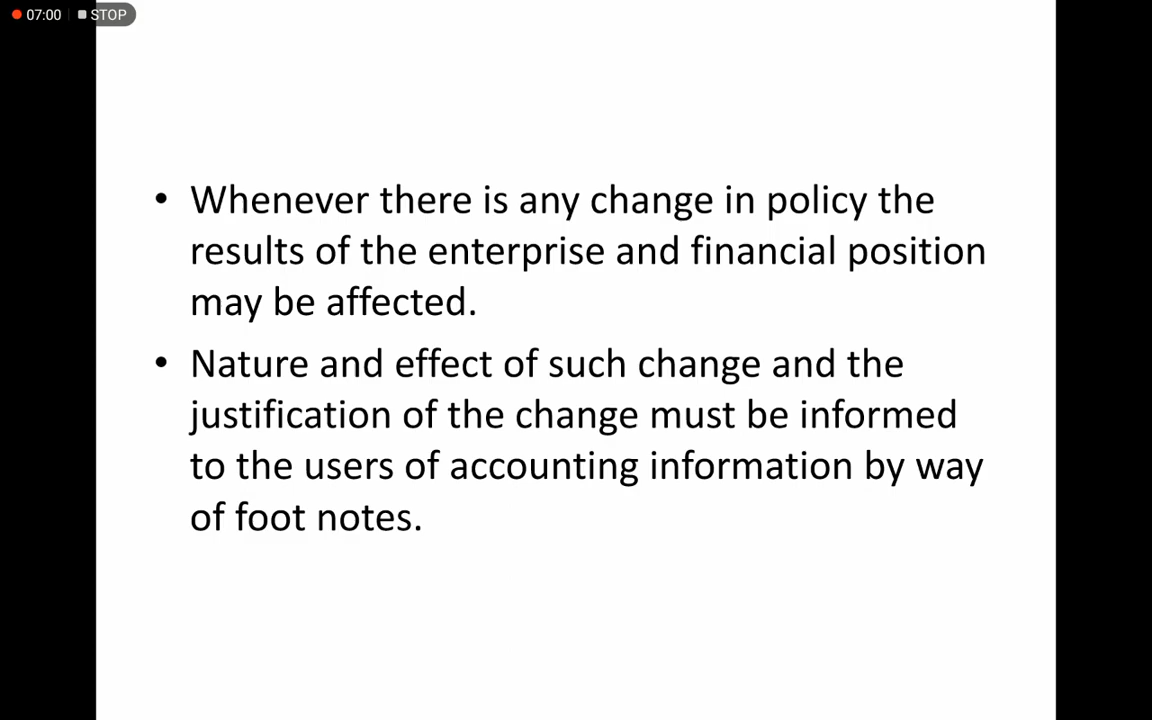 07:00 STOP
• Whenever there is any change in policy the
results of the enterprise and financial position
may be affected.
• Nature and effect of such change and the
justification of the change must be informed
to the users of accounting information by way
of foot notes.